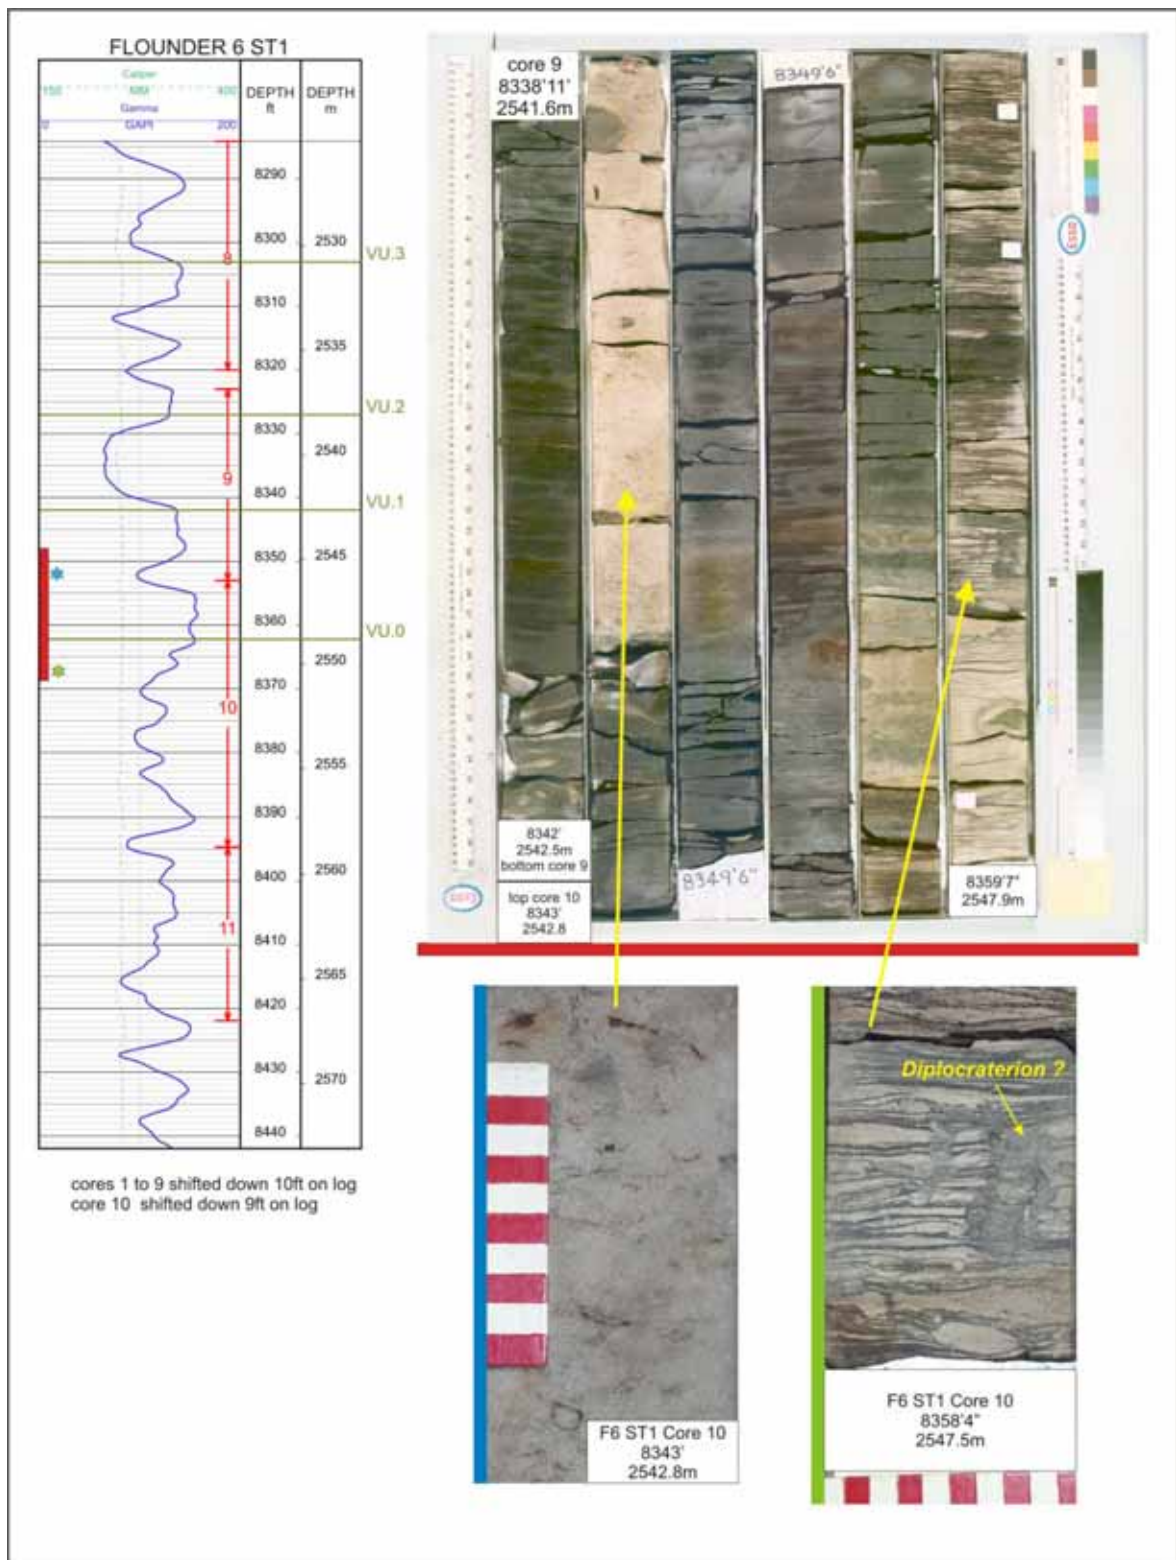 FLOUNDER 6 ST1
Caliper
150 MM 400
Gamma
0 GAPI 200
DEPTH
ft
DEPTH
m
8290
8300
8310
8320
8330
8340
8350
8360
8370
8380
8390
8400
8410
8420
8430
8440
2530
2535
2540
2545
2550
2555
2560
2565
2570
8
9
10
11
VU.3
VU.2
VU.1
VU.0
cores 1 to 9 shifted down 10ft on log
core 10 shifted down 9ft on log
core 9
8338'11'
2541.6m
8349'6"
8342'
2542.5m
bottom core 9
top core 10
8343'
2542.8
8349'6"
8359'7"
2547.9m
Diplocraterion ?
F6 ST1 Core 10
8343'
2542.8m
F6 ST1 Core 10
8358'4"
2547.5m